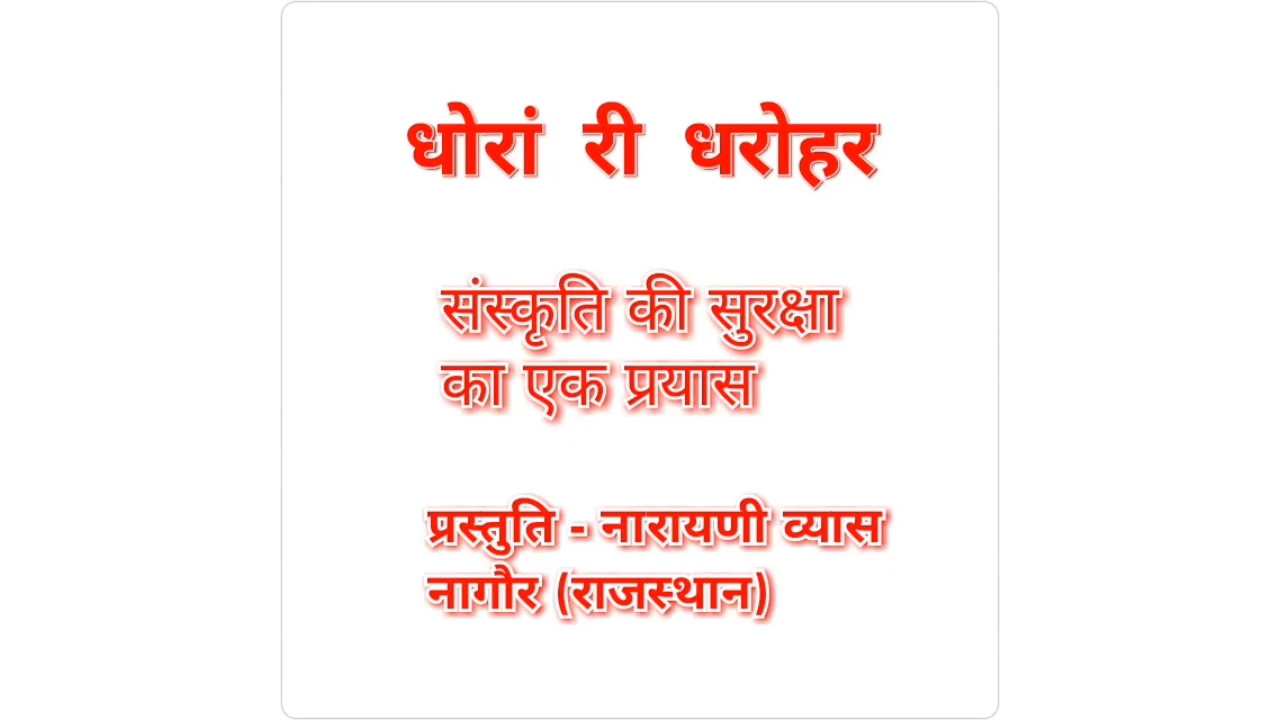 धोरां री धरोहर
संस्कृति की सुरक्षा
का एक प्रयास
प्रस्तुति - नारायणी व्यास
नागौर (राजस्थान)